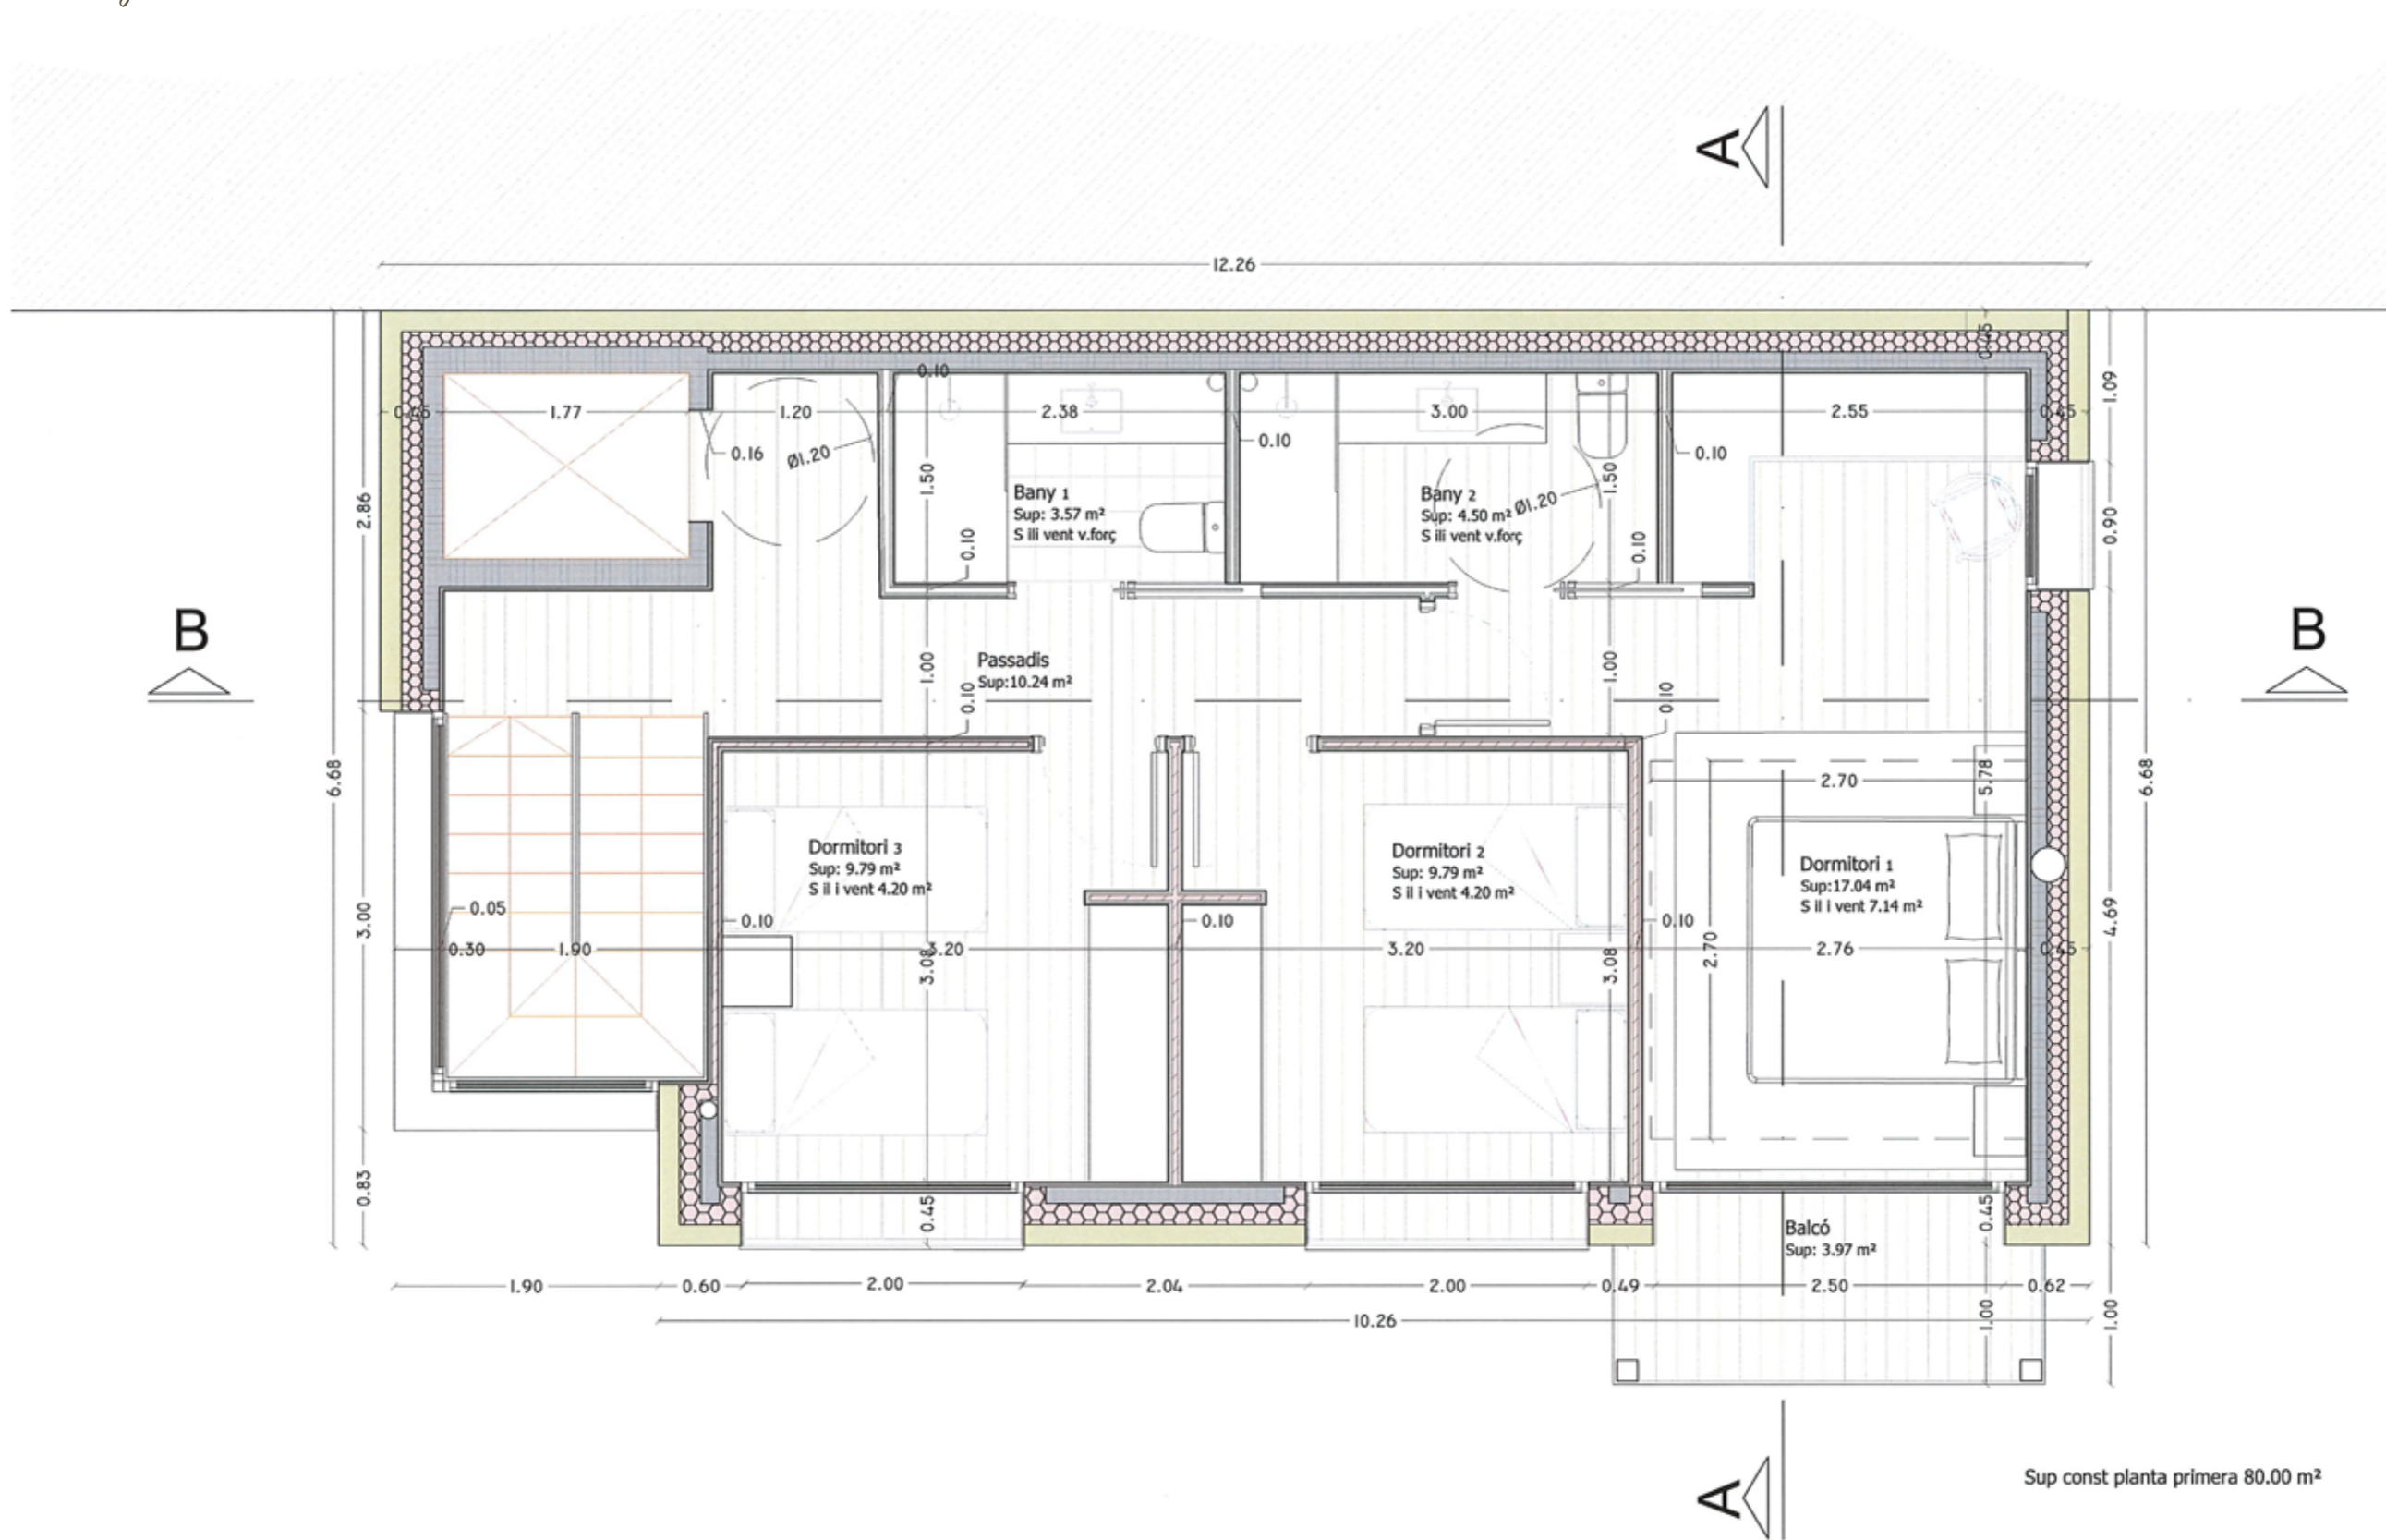 A
12.26
0.45
1.09
0.10
0.45
1.77
1.20
2.38
3.00
2.55
0.45
0.16
Ø1.20
0.10
0.10
2.86
1.50
Bany 1
Sup: 3.57 m²
S ili vent v.forç
Bany 2
Sup: 4.50 m²
S ili vent v.forç
Ø1.20
1.50
0.90
0.10
0.10
B
B
Passadis
Sup:10.24 m²
1.00
1.00
0.10
0.10
6.68
2.70
5.78
6.68
Dormitori 3
Sup: 9.79 m²
S il i vent 4.20 m²
Dormitori 2
Sup: 9.79 m²
S il i vent 4.20 m²
Dormitori 1
Sup:17.04 m²
S il i vent 7.14 m²
3.00
0.05
0.10
0.10
0.10
2.70
4.69
0.30
1.90
3.20
3.08
3.20
3.08
2.76
0.45
0.83
0.45
Balcó
Sup: 3.97 m²
0.45
1.90
0.60
2.00
2.04
2.00
0.49
2.50
0.62
10.26
1.00
1.00
A
Sup const planta primera 80.00 m²